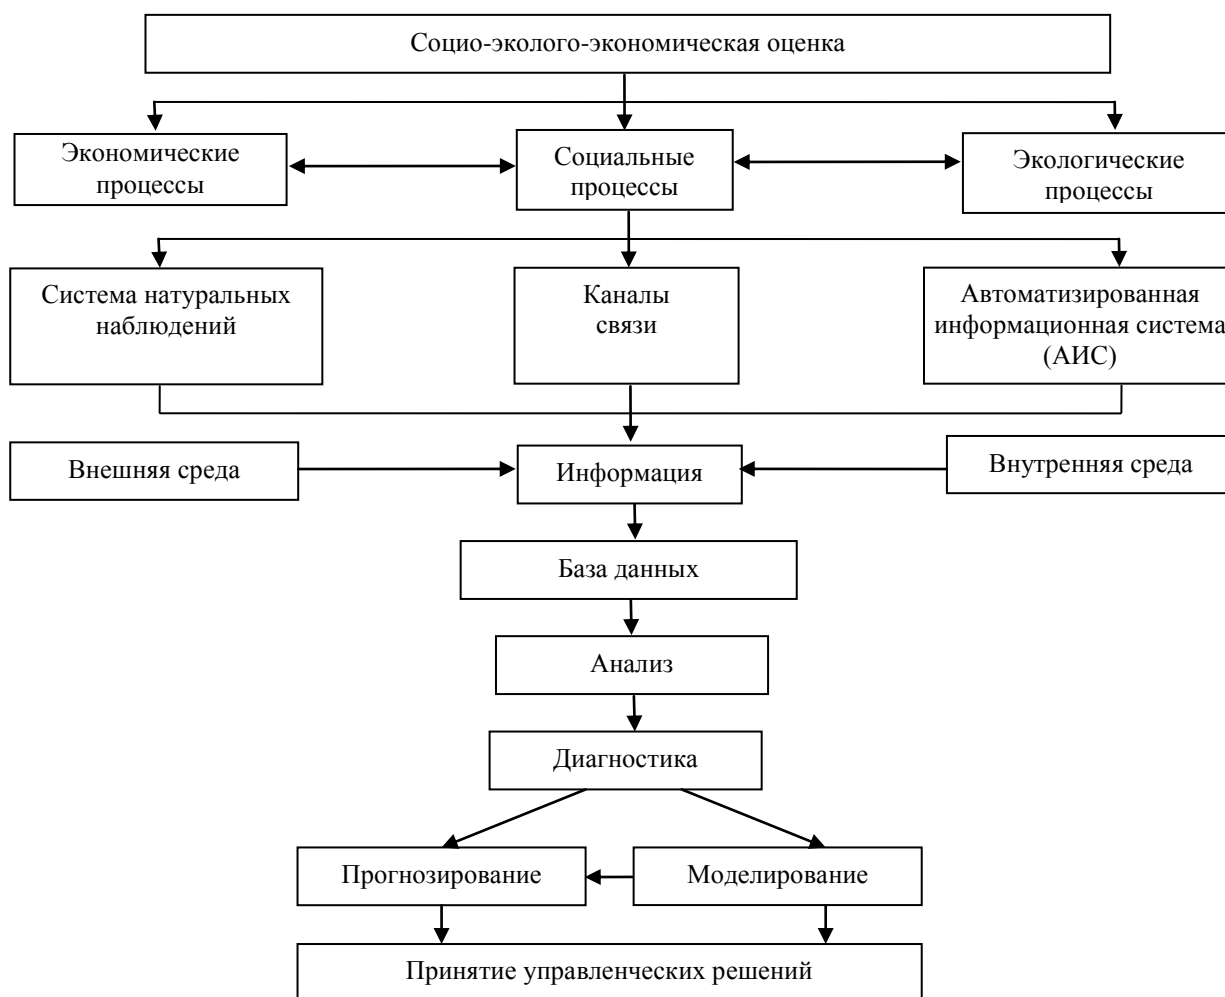 Социо-эколого-экономическая оценка
Экономические
процессы
Социальные
процессы
Экологические
процессы
Система натуральных
наблюдений
Каналы
связи
Автоматизированная
информационная система
(АИС)
Внешняя среда
Информация
Внутренняя среда
База данных
Анализ
Диагностика
Прогнозирование
Моделирование
Принятие управленческих решений